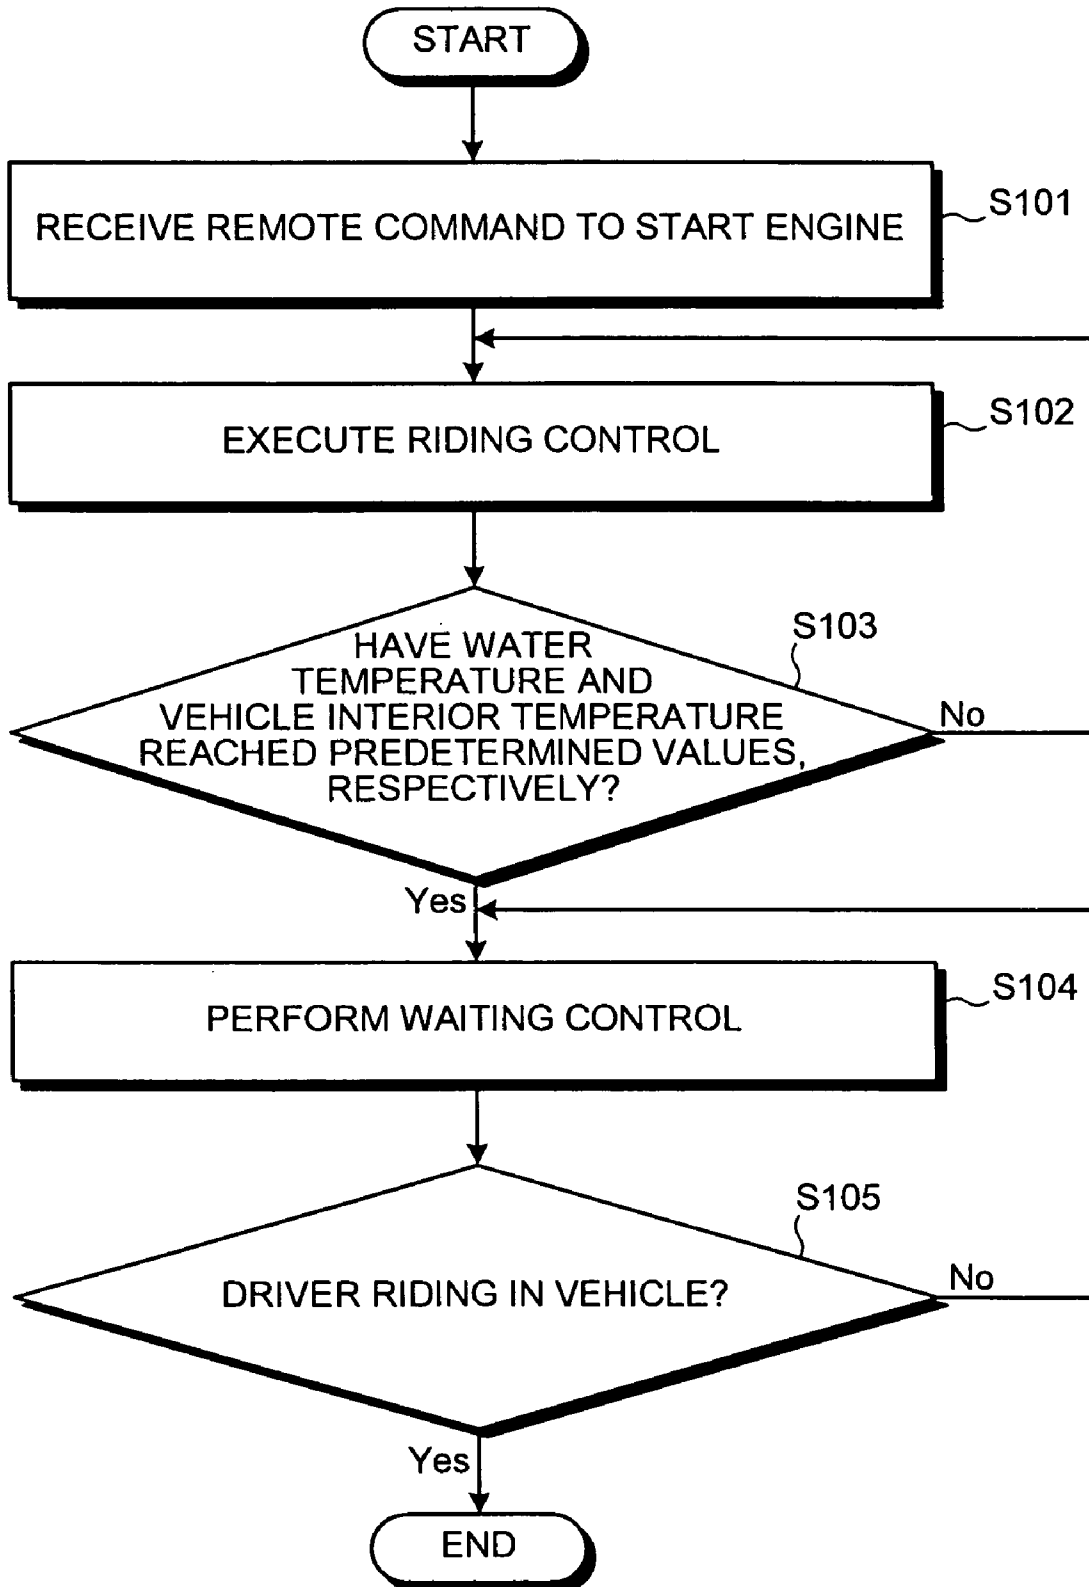 START
RECEIVE REMOTE COMMAND TO START ENGINE
S101
EXECUTE RIDING CONTROL
S102
S103
HAVE WATER
TEMPERATURE AND
VEHICLE INTERIOR TEMPERATURE
REACHED PREDETERMINED VALUES,
RESPECTIVELY?
No
Yes
PERFORM WAITING CONTROL
S104
S105
DRIVER RIDING IN VEHICLE?
No
Yes
END